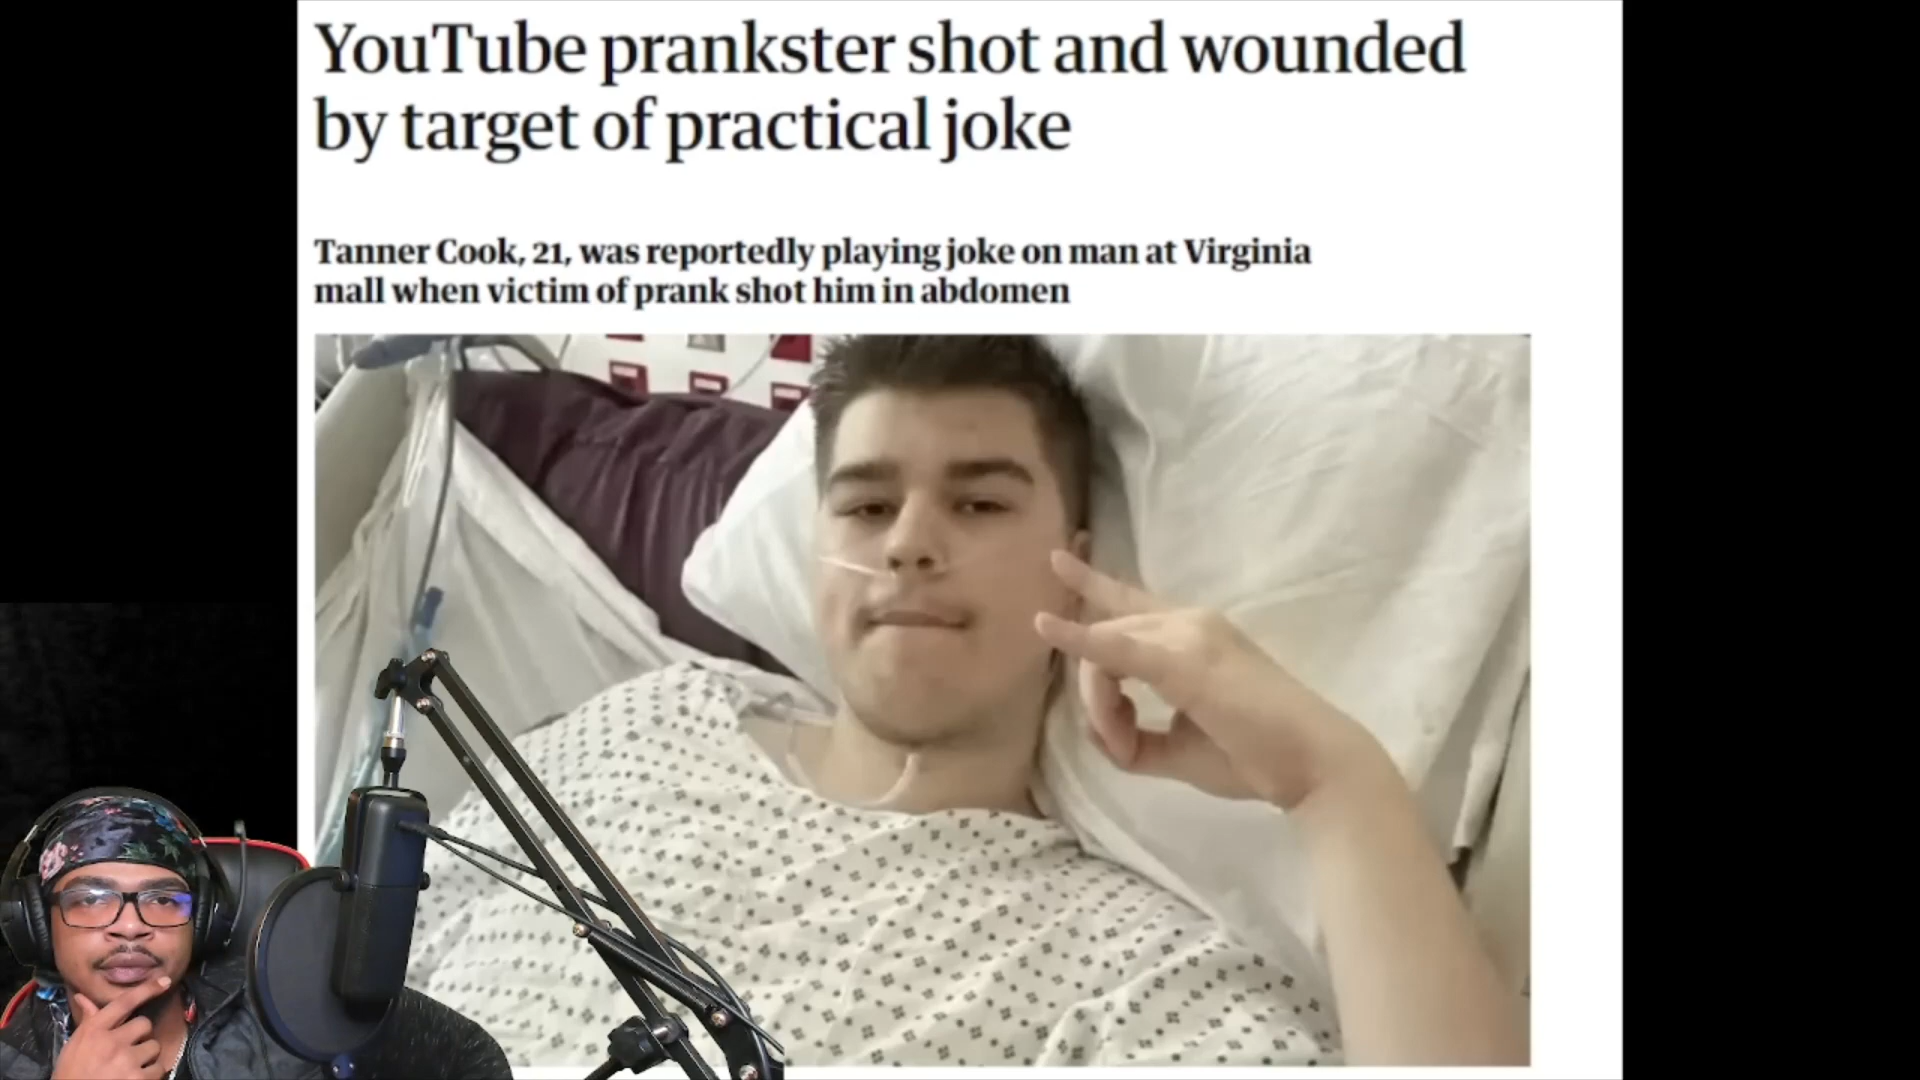 YouTube prankster shot and wounded
by target of practical joke
Tanner Cook, 21, was reportedly playing joke on man at Virginia
mall when victim of prank shot him in abdomen